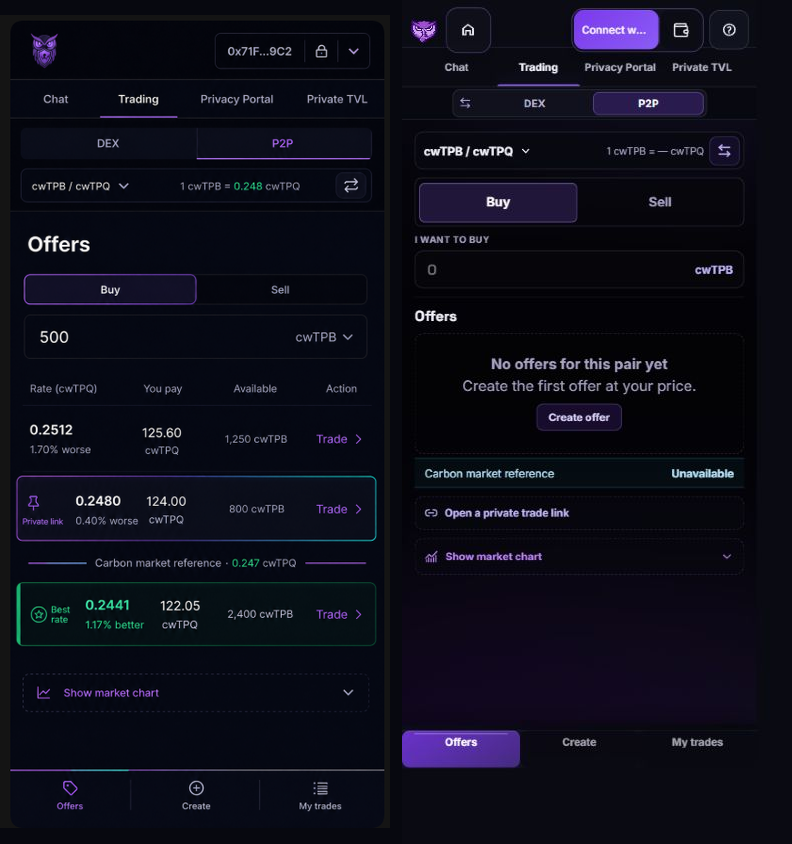 0x71F...9C2
Chat Trading Privacy Portal Private TVL
DEX P2P
cwTPB / cwTPQ 1 cwTPB = 0.248 cwTPQ
Offers
Buy Sell
500 cwTPB
Rate (cwTPQ) You pay Available Action
0.2512 125.60 1,250 cwTPB Trade
1.70% worse cwTPQ
0.2480 124.00 800 cwTPB Trade
Private link 0.40% worse cwTPQ
Carbon market reference · 0.247 cwTPQ
Best rate 0.2441 122.05 2,400 cwTPB Trade
1.17% better cwTPQ
Show market chart
Offers Create My trades
Connect w...
Chat Trading Privacy Portal Private TVL
DEX P2P
cwTPB / cwTPQ 1 cwTPB = — cwTPQ
Buy Sell
I WANT TO BUY
0 cwTPB
Offers
No offers for this pair yet
Create the first offer at your price.
Create offer
Carbon market reference Unavailable
Open a private trade link
Show market chart
Offers Create My trades